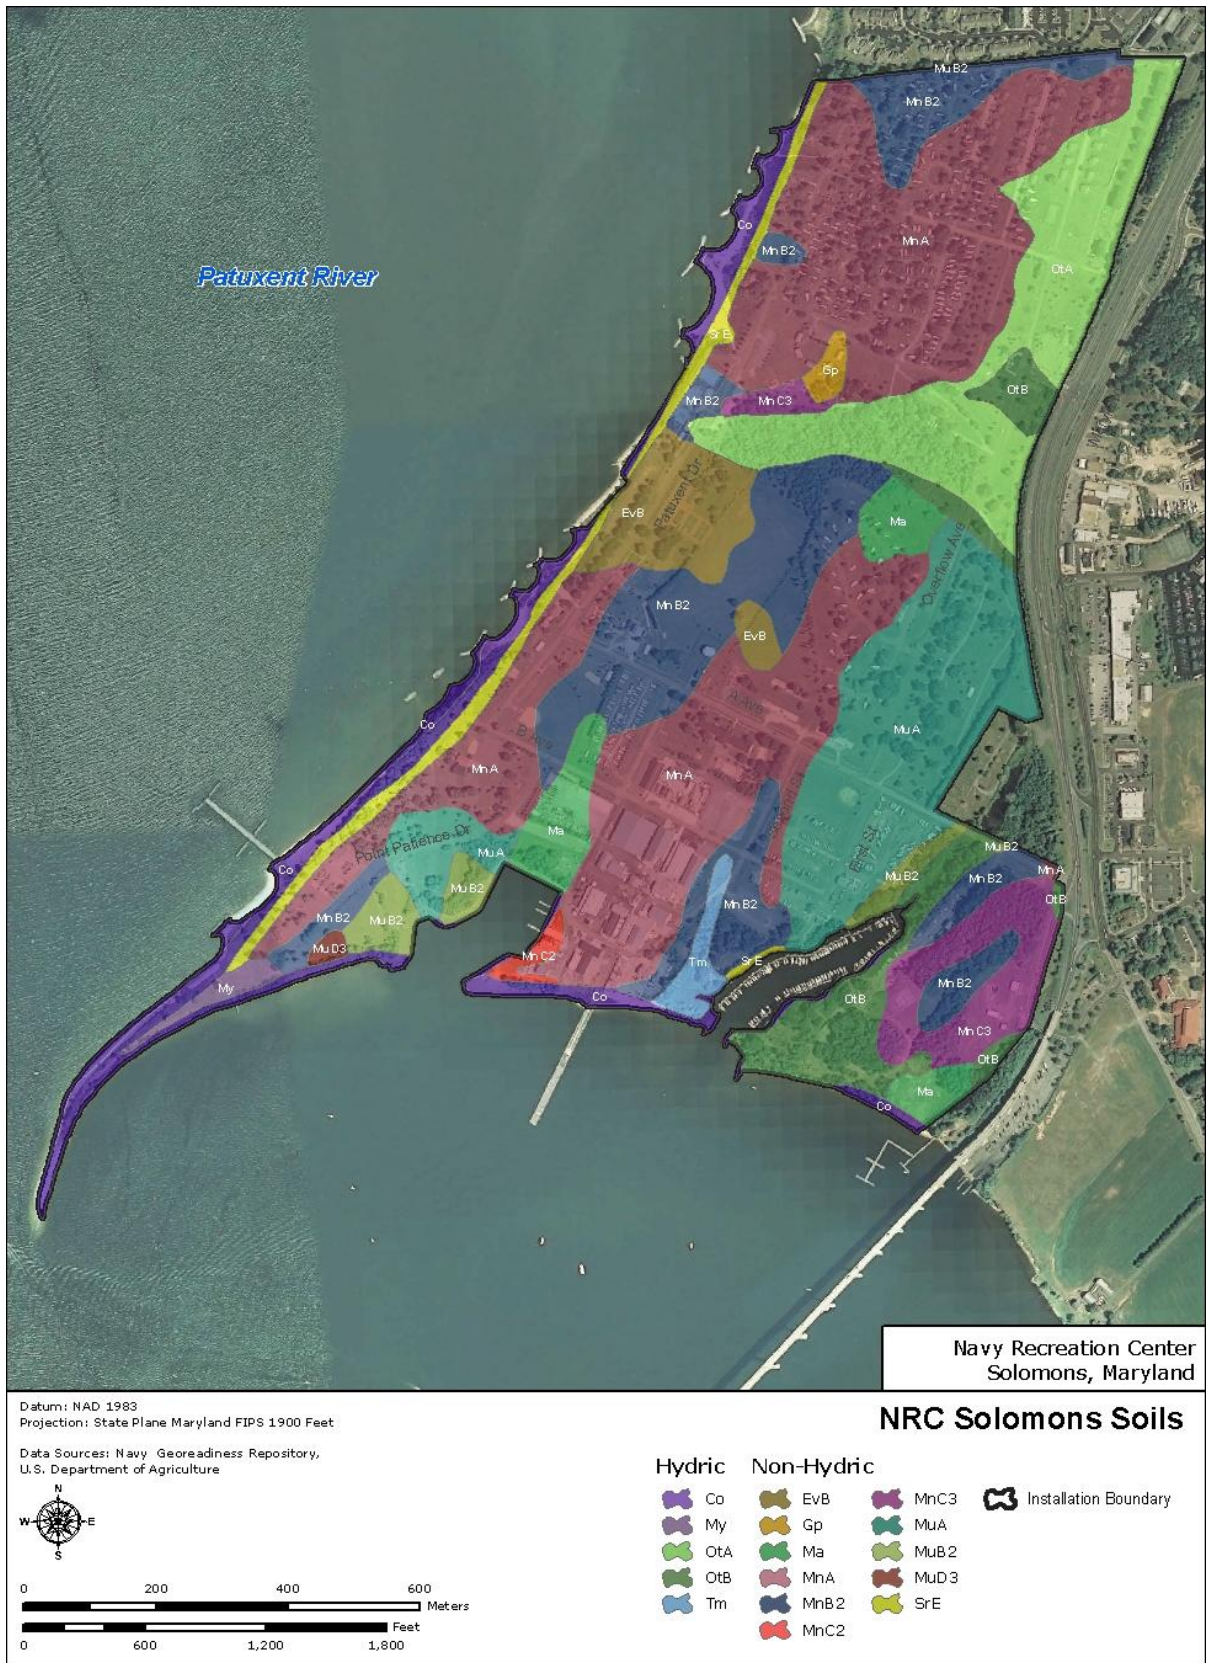 Mu B2
Mn B2
Co
Mn A
Mn B2
Patuxent River
OtA
SrE
Gp
OtB
Mn B2
Mn C3
Patuxent Dr
EvB
Ma
Overflow Ave
Mn B2
EvB
A Ave
Co
Mu A
Mn A
Mn A
Ma
Point Patience Dr
First St
Mu A
Mu B2
Co
Mn A
Mu B2
Mn B2
Mu B2
Mn B2
OtB
Mn B2
Mu B2
Mu D3
Mn C2
Tm
SrE
My
Mn B2
Co
OtB
Mn C3
OtB
Ma
Co
Navy Recreation Center
Solomons, Maryland
Datum: NAD 1983
Projection: State Plane Maryland FIPS 1900 Feet
Data Sources: Navy Georeadiness Repository,
U.S. Department of Agriculture
N
W E
S
0 200 400 600
Meters
Feet
0 600 1,200 1,800
NRC Solomons Soils
Hydric Non-Hydric
Co EvB MnC3 Installation Boundary
My Gp MuA
OtA Ma MuB2
OtB MnA MuD3
Tm MnB2 SrE
MnC2